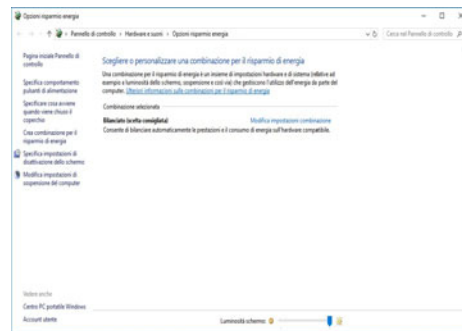 Opzioni risparmio energia
Pannello di controllo › Hardware e suoni › Opzioni risparmio energia
Cerca nel Pannello di controllo
Pagina iniziale Pannello di
controllo
Specifica comportamento
pulsanti di alimentazione
Specificare cosa avviene
quando viene chiuso il
coperchio
Crea combinazione per il
risparmio di energia
Specifica impostazioni di
disattivazione dello schermo
Modifica impostazioni di
sospensione del computer
Scegliere o personalizzare una combinazione per il risparmio di energia
Una combinazione per il risparmio di energia è un insieme di impostazioni hardware e di sistema (relative ad
esempio a luminosità dello schermo, sospensione e così via) che gestiscono l'utilizzo dell'energia da parte del
computer. Ulteriori informazioni sulle combinazioni per il risparmio di energia
Combinazione selezionata
Bilanciato (scelta consigliata) Modifica impostazioni combinazione
Consente di bilanciare automaticamente le prestazioni e il consumo di energia sull'hardware compatibile.
Vedere anche
Centro PC portatile Windows
Account utente
Luminosità schermo: